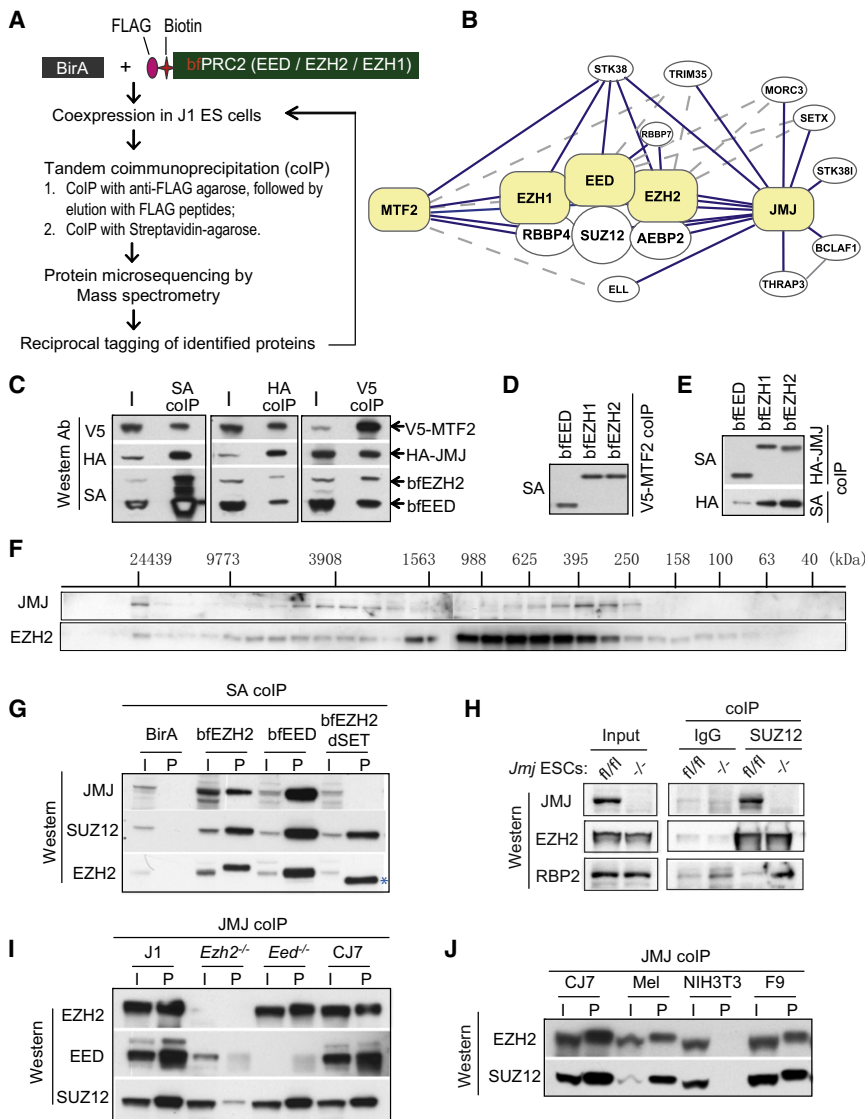 A
FLAG Biotin
BirA + bfPRC2 (EED / EZH2 / EZH1)
Coexpression in J1 ES cells
Tandem coimmunoprecipitation (coIP)
1. CoIP with anti-FLAG agarose, followed by
elution with FLAG peptides;
2. CoIP with Streptavidin-agarose.
Protein microsequencing by
Mass spectrometry
Reciprocal tagging of identified proteins
B
STK38
TRIM35
MORC3
RBBP7
SETX
STK38I
EED
EZH1
EZH2
MTF2
JMJ
RBBP4
SUZ12
AEBP2
BCLAF1
ELL
THRAP3
C
I SA coIP I HA coIP I V5 coIP
Western Ab
V5
V5-MTF2
HA
HA-JMJ
SA
bfEZH2
bfEED
D
bfEED bfEZH1 bfEZH2
SA
V5-MTF2 coIP
E
bfEED bfEZH1 bfEZH2
SA
HA-JMJ
HA
SA
coIP
F
24439 9773 3908 1563 988 625 395 250 158 100 63 40 (kDa)
JMJ
EZH2
G
SA coIP
BirA bfEZH2 bfEED bfEZH2 dSET
I P I P I P I P
Western
JMJ
SUZ12
EZH2
*
H
coIP
Input IgG SUZ12
Jmj ESCs: fl/fl -/- fl/fl -/- fl/fl -/-
Western
JMJ
EZH2
RBP2
I
JMJ coIP
J1 Ezh2-/- Eed-/- CJ7
I P I P I P I P
Western
EZH2
EED
SUZ12
J
JMJ coIP
CJ7 Mel NIH3T3 F9
I P I P I P I P
Western
EZH2
SUZ12